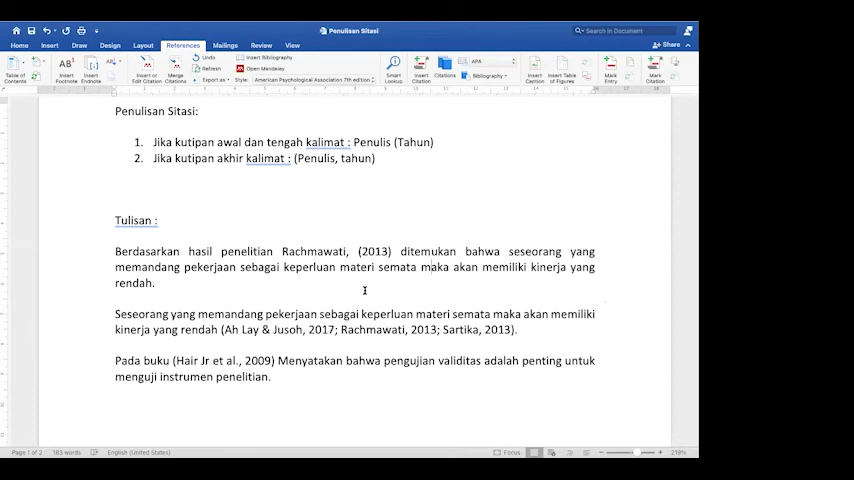 Penulisan Sitasi
Search in Document
Home Insert Draw Design Layout References Mailings Review View
Share
Table of Contents
AB
Insert Footnote
Insert Endnote
Insert or Edit Citation
Merge Citations
Undo
Refresh
Export as
Insert Bibliography
Open Mendeley
Style: American Psychological Association 7th edition
Smart Lookup
Insert Citation
Citations
APA
Bibliography
Insert Caption
Insert Table of Figures
Mark Entry
Mark Citation
Penulisan Sitasi:
1. Jika kutipan awal dan tengah kalimat : Penulis (Tahun)
2. Jika kutipan akhir kalimat : (Penulis, tahun)
Tulisan :
Berdasarkan hasil penelitian Rachmawati, (2013) ditemukan bahwa seseorang yang
memandang pekerjaan sebagai keperluan materi semata maka akan memiliki kinerja yang
rendah.
Seseorang yang memandang pekerjaan sebagai keperluan materi semata maka akan memiliki
kinerja yang rendah (Ah Lay & Jusoh, 2017; Rachmawati, 2013; Sartika, 2013).
Pada buku (Hair Jr et al., 2009) Menyatakan bahwa pengujian validitas adalah penting untuk
menguji instrumen penelitian.
Page 1 of 2 183 words English (United States) Focus 219%